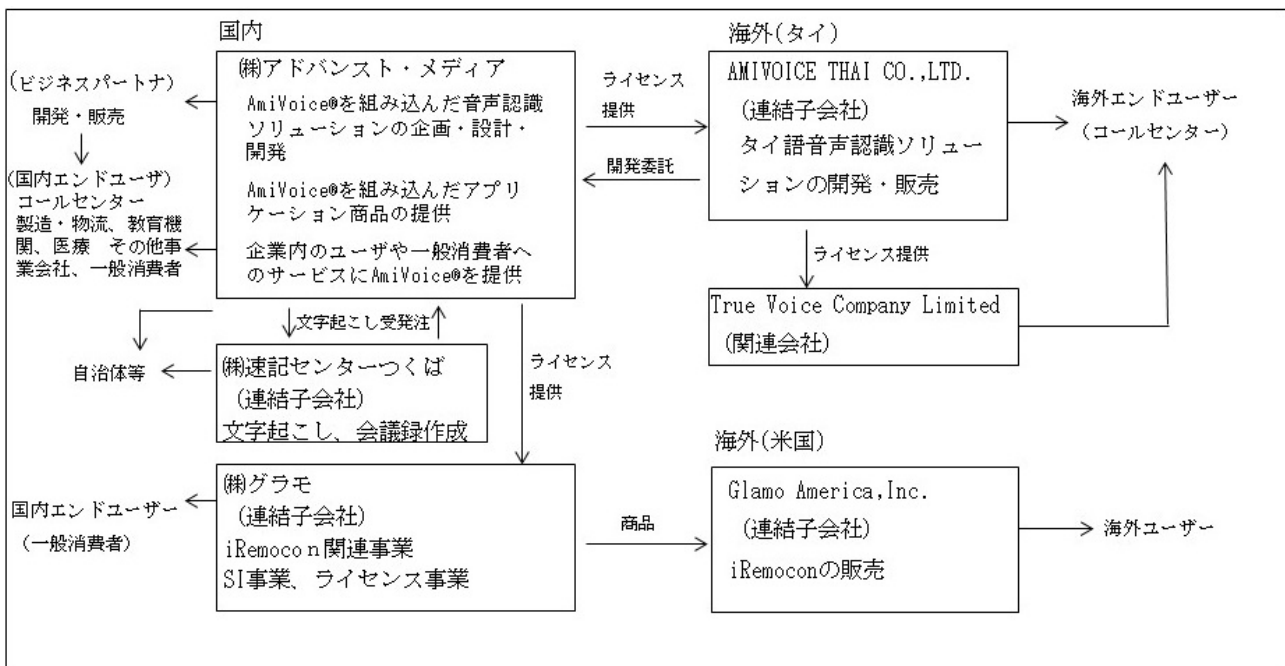 国内
㈱アドバンスト・メディア
AmiVoice®を組み込んだ音声認識
ソリューションの企画・設計・
開発
AmiVoice®を組み込んだアプリ
ケーション商品の提供
企業内のユーザや一般消費者へ
のサービスにAmiVoice®を提供
(ビジネスパートナ)
開発・販売
(国内エンドユーザ)
コールセンター
製造・物流、教育機
関、医療 その他事
業会社、一般消費者
ライセンス
提供
開発委託
海外(タイ)
AMIVOICE THAI CO.,LTD.
(連結子会社)
タイ語音声認識ソリュー
ションの開発・販売
海外エンドユーザー
(コールセンター)
ライセンス提供
True Voice Company Limited
(関連会社)
文字起こし受発注
自治体等
㈱速記センターつくば
(連結子会社)
文字起こし、会議録作成
ライセンス
提供
国内エンドユーザー
(一般消費者)
㈱グラモ
(連結子会社)
iRemocon関連事業
SI事業、ライセンス事業
商品
海外(米国)
Glamo America,Inc.
(連結子会社)
iRemoconの販売
海外ユーザー